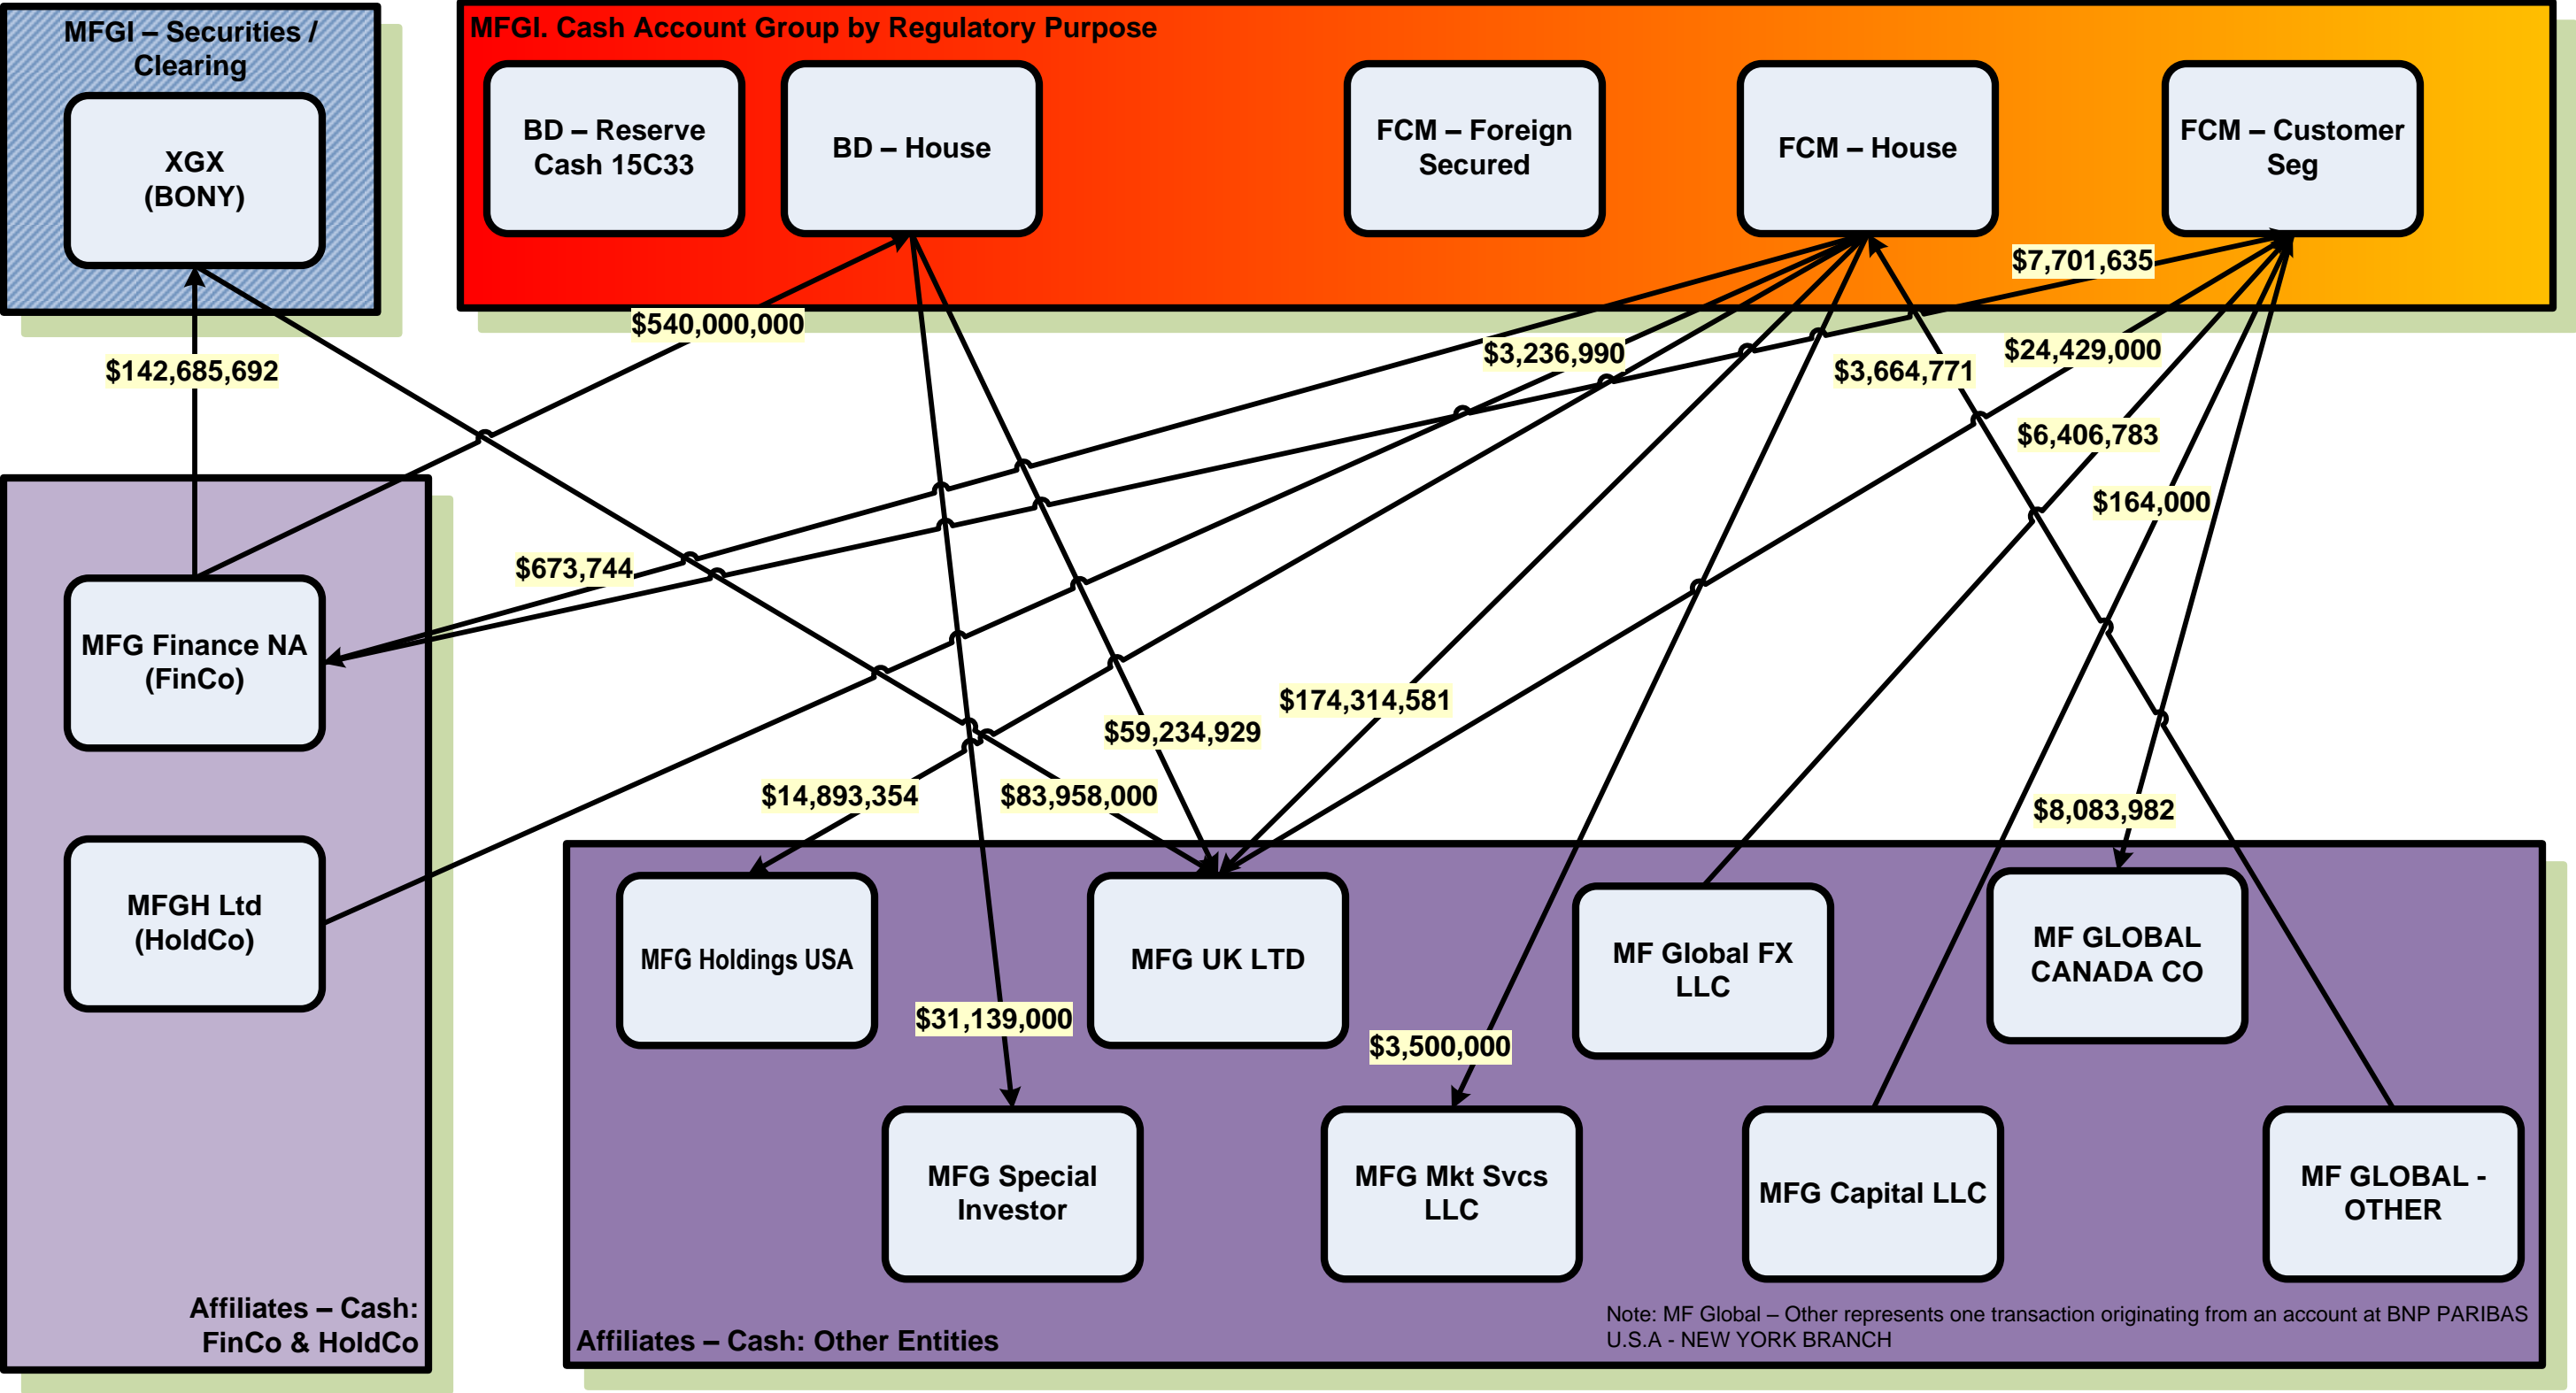 MFGI – Securities /
Clearing
XGX
(BONY)
MFGI. Cash Account Group by Regulatory Purpose
BD – Reserve
Cash 15C33
BD – House
FCM – Foreign
Secured
FCM – House
FCM – Customer
Seg
$7,701,635
$540,000,000
$142,685,692
$3,236,990
$3,664,771
$24,429,000
$6,406,783
$164,000
$673,744
$174,314,581
$59,234,929
$14,893,354
$83,958,000
$8,083,982
MFG Finance NA
(FinCo)
MFGH Ltd
(HoldCo)
Affiliates – Cash:
FinCo & HoldCo
MFG Holdings USA
MFG UK LTD
MF Global FX
LLC
MF GLOBAL
CANADA CO
$31,139,000
$3,500,000
MFG Special
Investor
MFG Mkt Svcs
LLC
MFG Capital LLC
MF GLOBAL -
OTHER
Affiliates – Cash: Other Entities
Note: MF Global – Other represents one transaction originating from an account at BNP PARIBAS
U.S.A - NEW YORK BRANCH